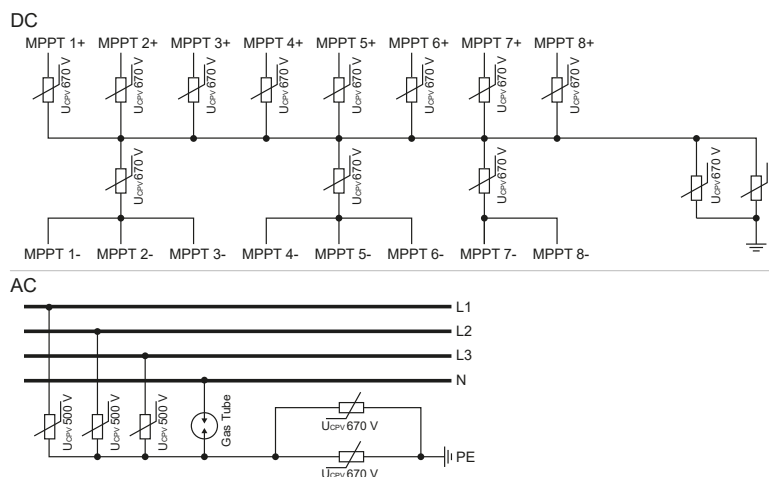 DC
MPPT 1+ MPPT 2+ MPPT 3+ MPPT 4+ MPPT 5+ MPPT 6+ MPPT 7+ MPPT 8+
UCPV 670 V
UCPV 670 V
UCPV 670 V
UCPV 670 V
UCPV 670 V
UCPV 670 V
UCPV 670 V
UCPV 670 V
UCPV 670 V
UCPV 670 V
UCPV 670 V
UCPV 670 V
MPPT 1- MPPT 2- MPPT 3- MPPT 4- MPPT 5- MPPT 6- MPPT 7- MPPT 8-
AC
L1
L2
L3
N
UCPV 500 V
UCPV 500 V
UCPV 500 V
Gas Tube
UCPV 670 V
PE
UCPV 670 V